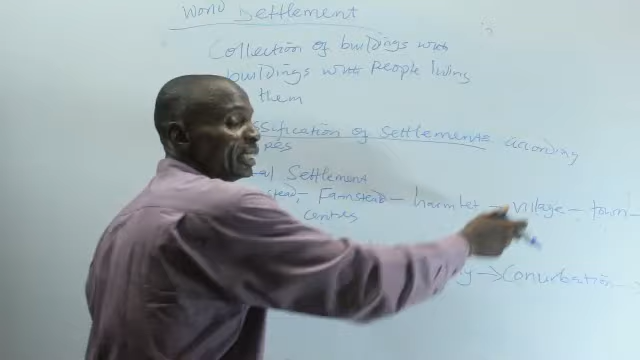 World Settlement
Collection of buildings with
buildings with people living
them
ssification of settlements according
pes
al Settlement
stead, Farmstead - hamlet - village - town -
centres
y → Conurbation →